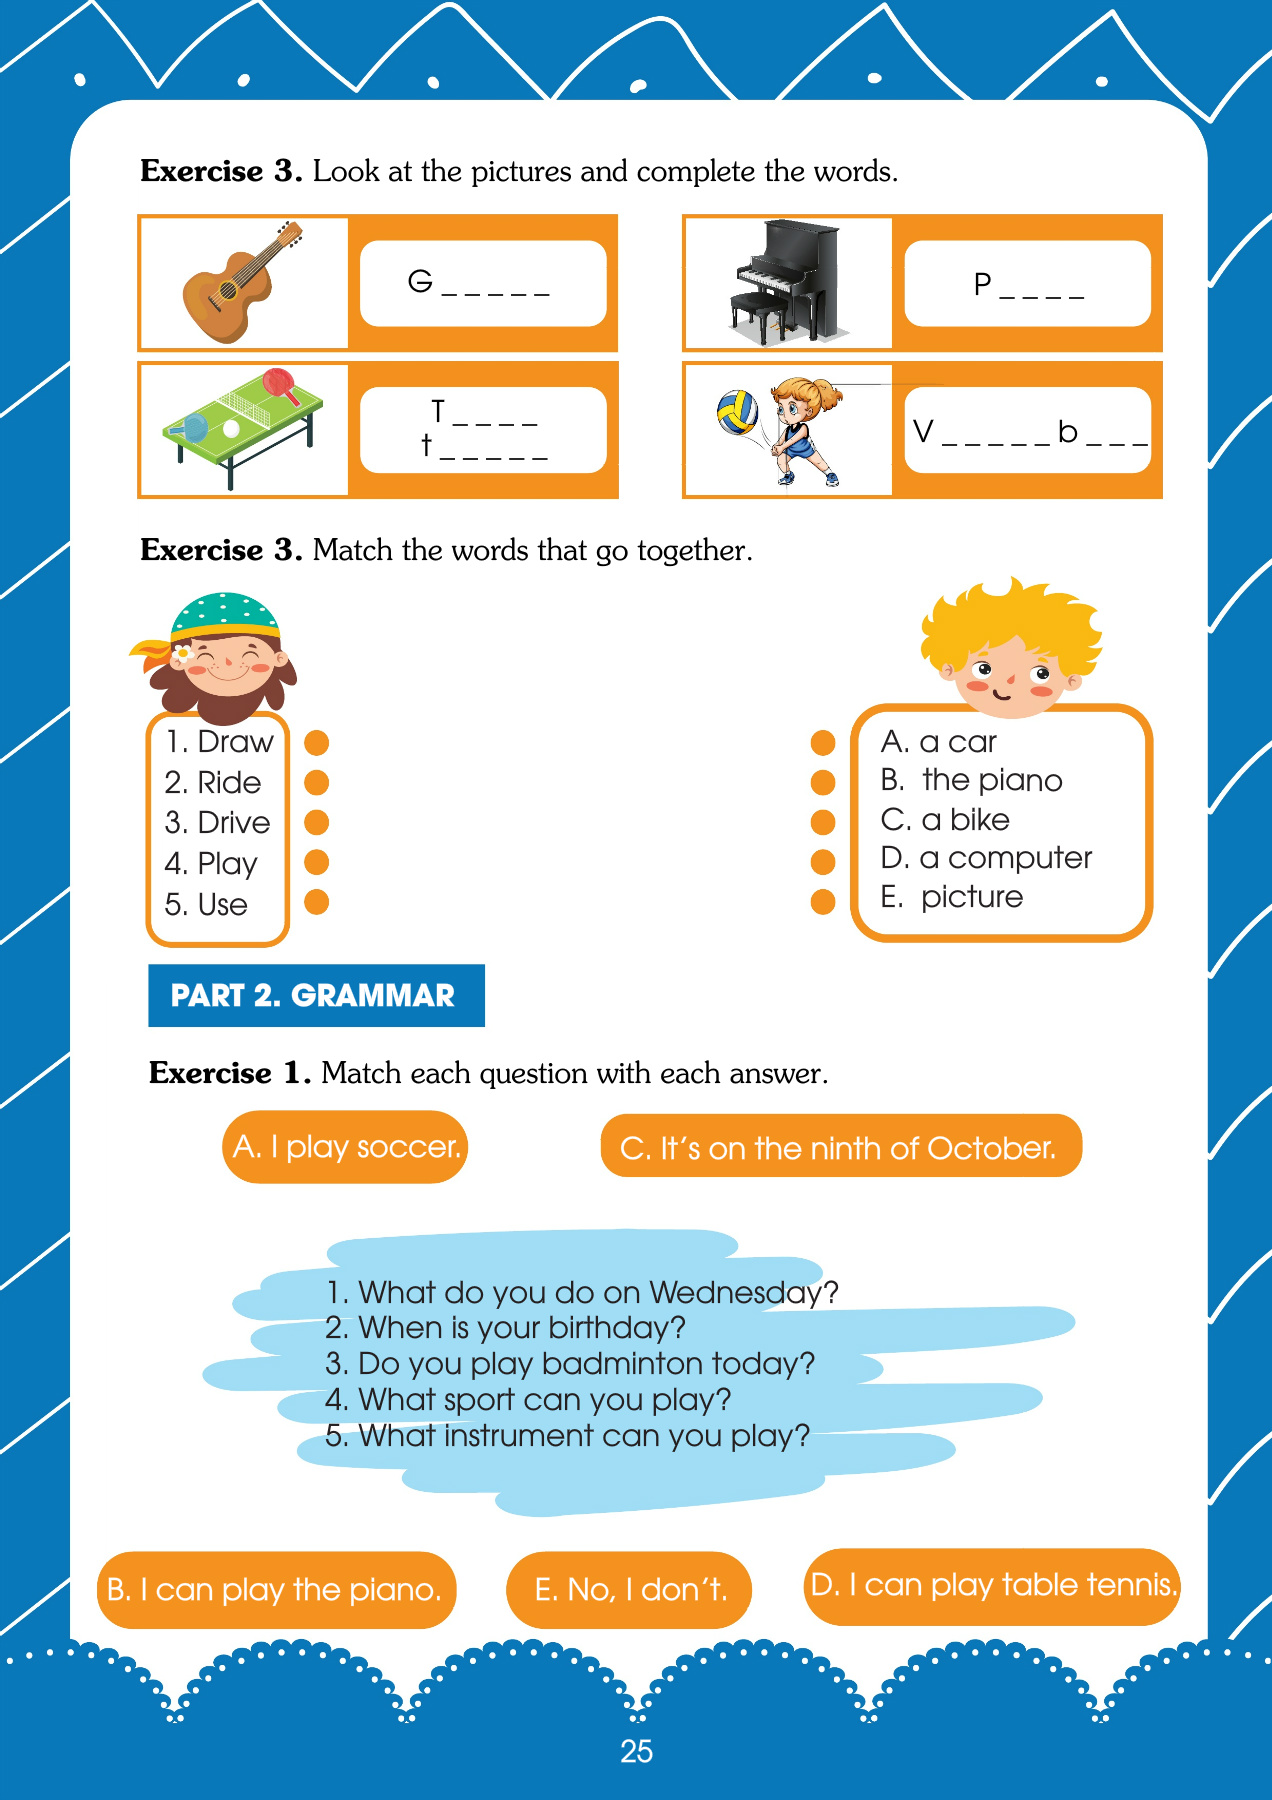 Exercise 3. Look at the pictures and complete the words.
G _ _ _ _ _
P _ _ _ _
T _ _ _ _
t _ _ _ _ _
V _ _ _ _ _ b _ _ _
Exercise 3. Match the words that go together.
1. Draw
2. Ride
3. Drive
4. Play
5. Use
A. a car
B. the piano
C. a bike
D. a computer
E. picture
PART 2. GRAMMAR
Exercise 1. Match each question with each answer.
A. I play soccer.
C. It's on the ninth of October.
1. What do you do on Wednesday?
2. When is your birthday?
3. Do you play badminton today?
4. What sport can you play?
5. What instrument can you play?
B. I can play the piano.
E. No, I don't.
D. I can play table tennis.
25